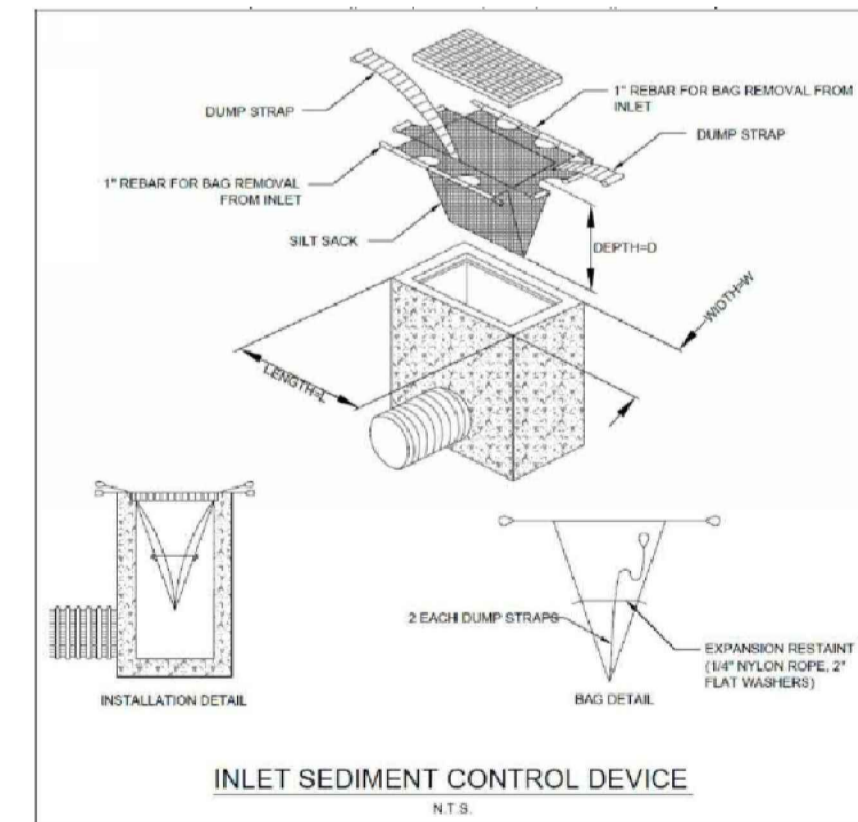 DUMP STRAP
1" REBAR FOR BAG REMOVAL FROM
INLET
DUMP STRAP
1" REBAR FOR BAG REMOVAL
FROM INLET
SILT SACK
DEPTH=D
WIDTH=W
LENGTH=L
2 EACH DUMP STRAPS
EXPANSION RESTRAINT
(1/4" NYLON ROPE, 2"
FLAT WASHERS)
INSTALLATION DETAIL
BAG DETAIL
INLET SEDIMENT CONTROL DEVICE
N.T.S.